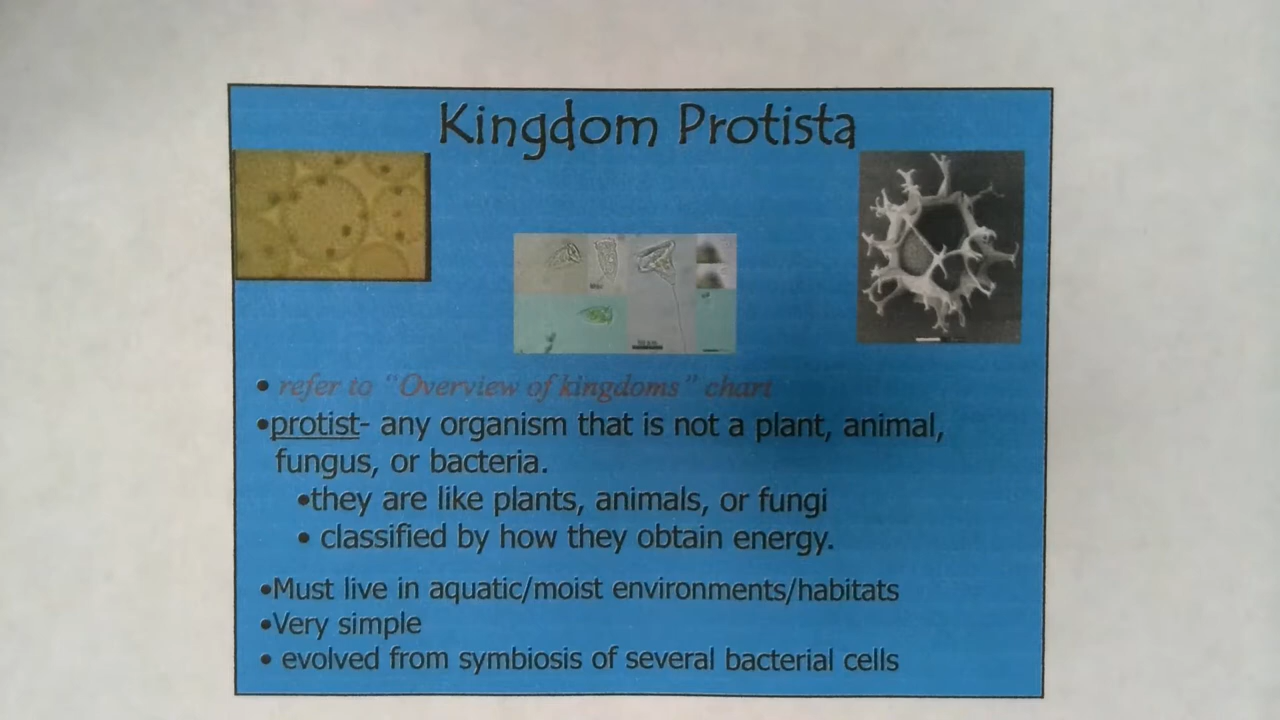 Kingdom Protista
• refer to “Overview of kingdoms” chart
•protist- any organism that is not a plant, animal,
fungus, or bacteria.
•they are like plants, animals, or fungi
• classified by how they obtain energy.
•Must live in aquatic/moist environments/habitats
•Very simple
• evolved from symbiosis of several bacterial cells